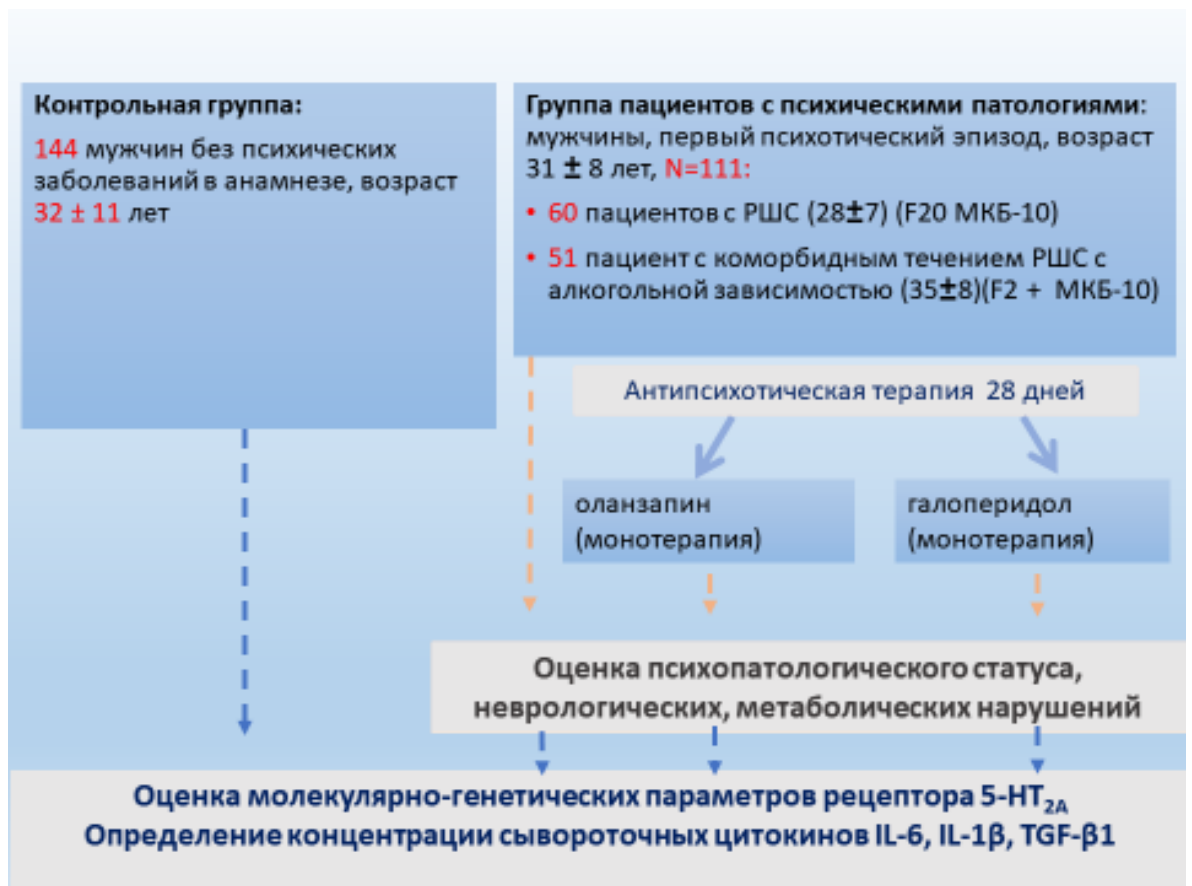 Контрольная группа:
144 мужчин без психических
заболеваний в анамнезе, возраст
32 ± 11 лет
Группа пациентов с психическими патологиями:
мужчины, первый психотический эпизод, возраст
31 ± 8 лет, N=111:
• 60 пациентов с РШС (28±7) (F20 МКБ-10)
• 51 пациент с коморбидным течением РШС с
алкогольной зависимостью (35±8)(F2 + МКБ-10)
Антипсихотическая терапия 28 дней
оланзапин
(монотерапия)
галоперидол
(монотерапия)
Оценка психопатологического статуса,
неврологических, метаболических нарушений
Оценка молекулярно-генетических параметров рецептора 5-HT2A
Определение концентрации сывороточных цитокинов IL-6, IL-1β, TGF-β1